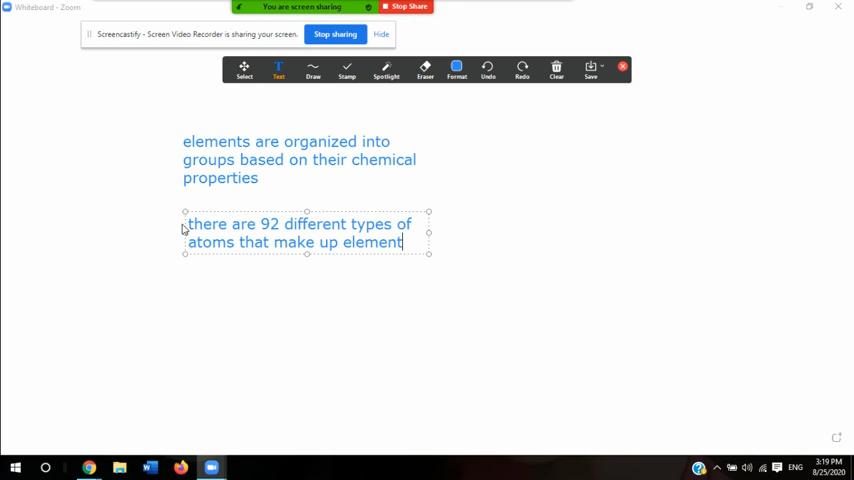 Whiteboard - Zoom
You are screen sharing
Stop Share
Screencastify - Screen Video Recorder is sharing your screen.
Stop sharing
Hide
Select
Text
Draw
Stamp
Spotlight
Eraser
Format
Undo
Redo
Clear
Save
elements are organized into
groups based on their chemical
properties
there are 92 different types of
atoms that make up element
ENG
3:19 PM
8/25/2020